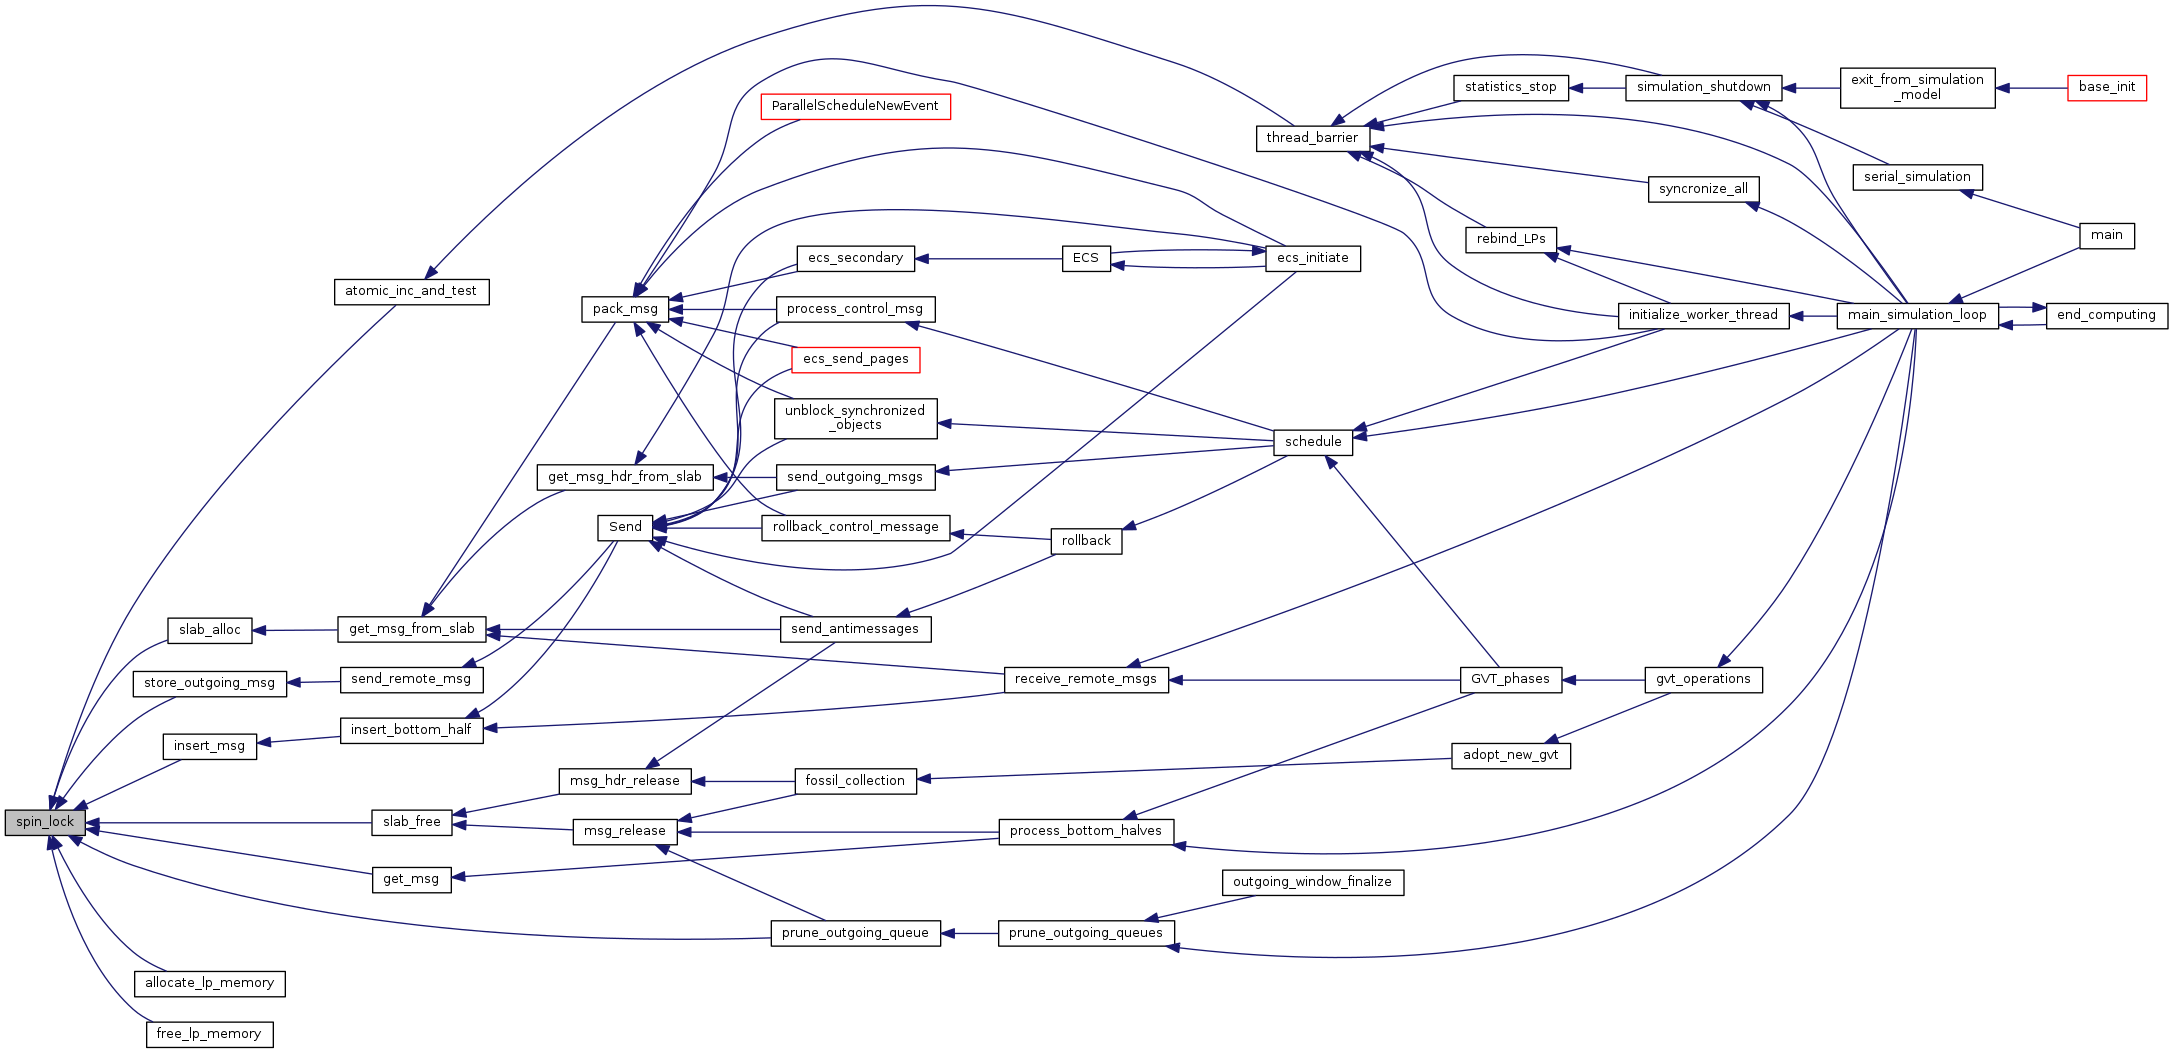 ParallelScheduleNewEvent
statistics_stop
simulation_shutdown
exit_from_simulation
_model
base_init
thread_barrier
serial_simulation
syncronize_all
main
rebind_LPs
ecs_secondary
ECS
ecs_initiate
atomic_inc_and_test
pack_msg
process_control_msg
initialize_worker_thread
main_simulation_loop
end_computing
ecs_send_pages
unblock_synchronized
_objects
schedule
get_msg_hdr_from_slab
send_outgoing_msgs
Send
rollback_control_message
rollback
slab_alloc
get_msg_from_slab
send_antimessages
store_outgoing_msg
send_remote_msg
receive_remote_msgs
GVT_phases
gvt_operations
insert_msg
insert_bottom_half
adopt_new_gvt
msg_hdr_release
fossil_collection
spin_lock
slab_free
msg_release
process_bottom_halves
get_msg
outgoing_window_finalize
prune_outgoing_queue
prune_outgoing_queues
allocate_lp_memory
free_lp_memory